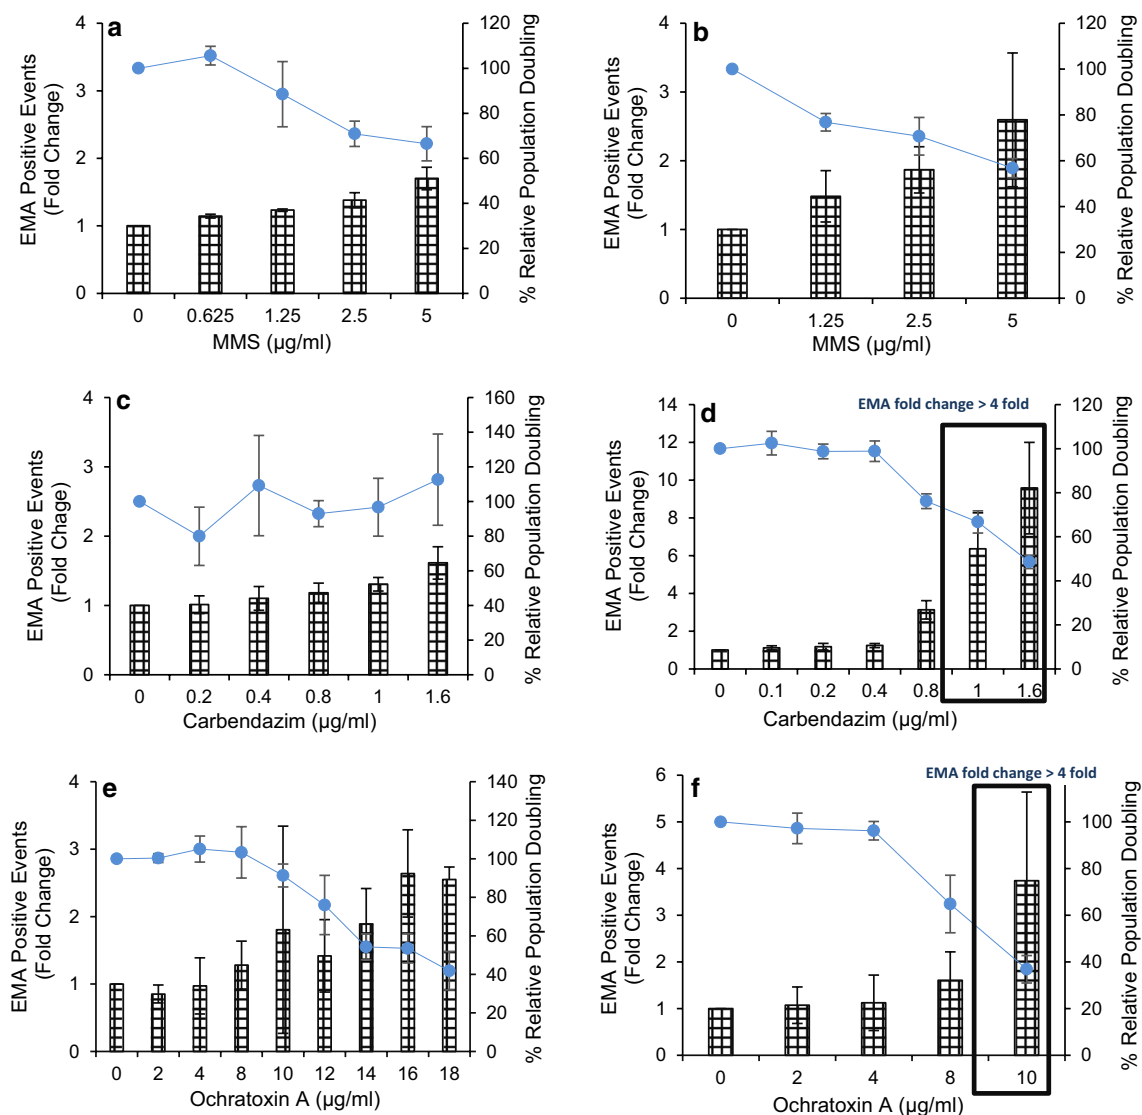 a
EMA Positive Events
(Fold Change)
4
3
2
1
0
120
100
80
60
40
20
0
% Relative Population Doubling
0 0.625 1.25 2.5 5
MMS (µg/ml)
b
EMA Positive Events
(Fold Change)
4
3
2
1
0
120
100
80
60
40
20
0
% Relative Population Doubling
0 1.25 2.5 5
MMS (µg/ml)
c
EMA Positive Events
(Fold Chage)
4
3
2
1
0
160
140
120
100
80
60
40
20
0
% Relative Population Doubling
0 0.2 0.4 0.8 1 1.6
Carbendazim (µg/ml)
EMA fold change > 4 fold
d
EMA Positive Events
(Fold Change)
14
12
10
8
6
4
2
0
120
100
80
60
40
20
0
% Relative Population Doubling
0 0.1 0.2 0.4 0.8 1 1.6
Carbendazim (µg/ml)
e
EMA Positive Events
(Fold Change)
4
3
2
1
0
140
120
100
80
60
40
20
0
% Relative Population Doubling
0 2 4 8 10 12 14 16 18
Ochratoxin A (µg/ml)
EMA fold change > 4 fold
f
EMA Positive Events
(Fold Change)
6
5
4
3
2
1
0
100
80
60
40
20
0
% Relative Population Doubling
0 2 4 8 10
Ochratoxin A (µg/ml)